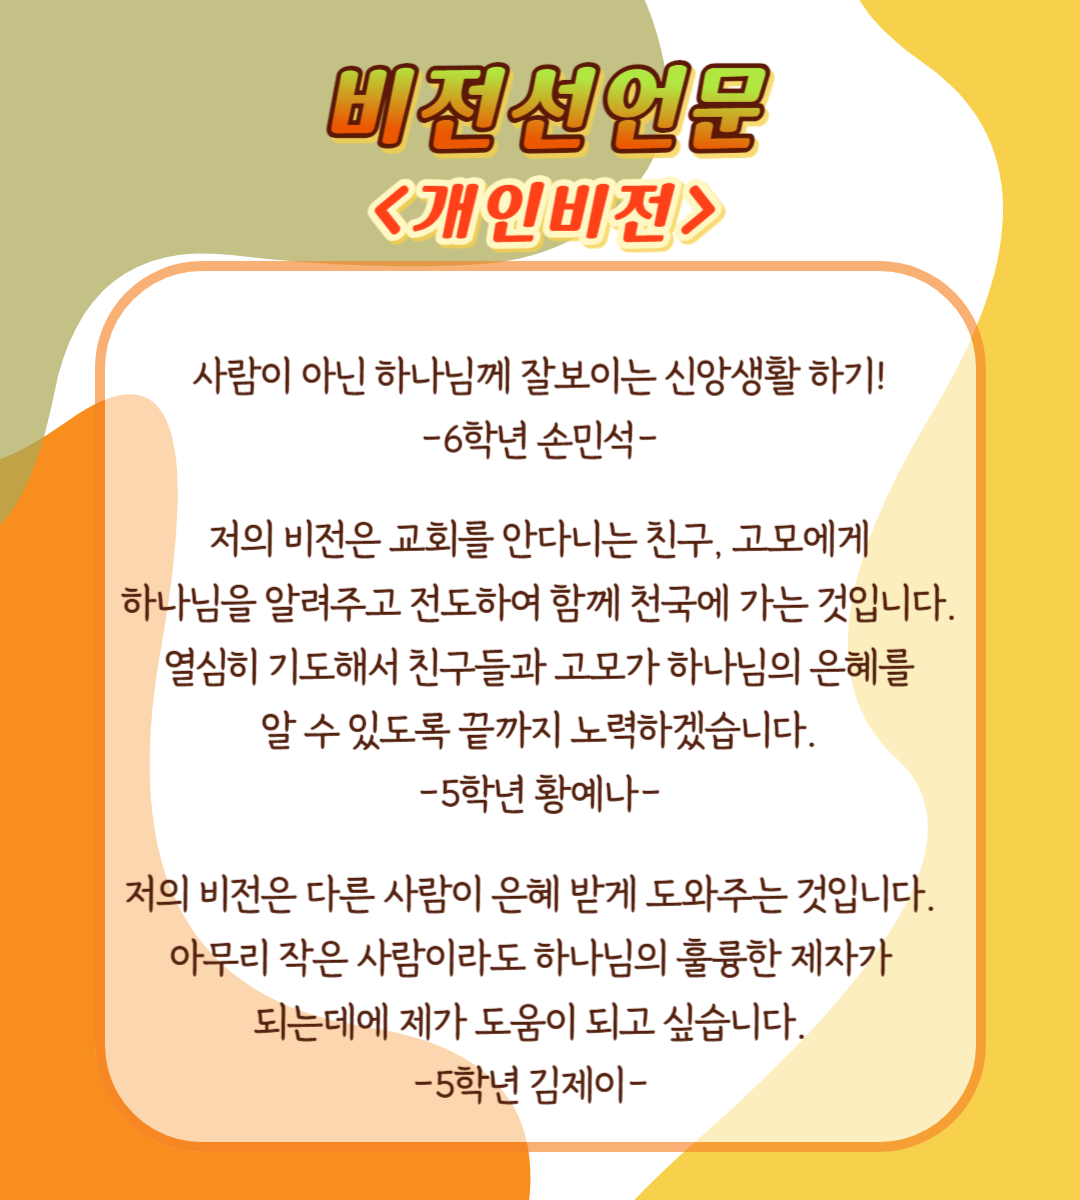 비전선언문
<개인비전>
사람이 아닌 하나님께 잘보이는 신앙생활 하기!
-6학년 손민석-
저의 비전은 교회를 안다니는 친구, 고모에게
하나님을 알려주고 전도하여 함께 천국에 가는 것입니다.
열심히 기도해서 친구들과 고모가 하나님의 은혜를
알 수 있도록 끝까지 노력하겠습니다.
-5학년 황예나-
저의 비전은 다른 사람이 은혜 받게 도와주는 것입니다.
아무리 작은 사람이라도 하나님의 훌륭한 제자가
되는데에 제가 도움이 되고 싶습니다.
-5학년 김제이-